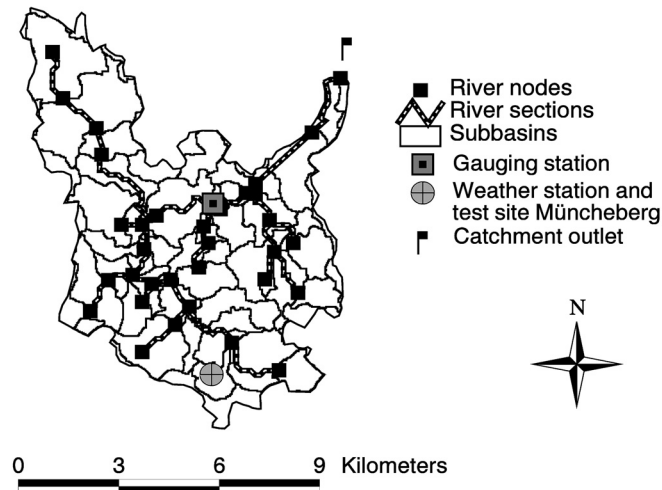 River nodes
River sections
Subbasins
Gauging station
Weather station and
test site Müncheberg
Catchment outlet
N
0 3 6 9 Kilometers